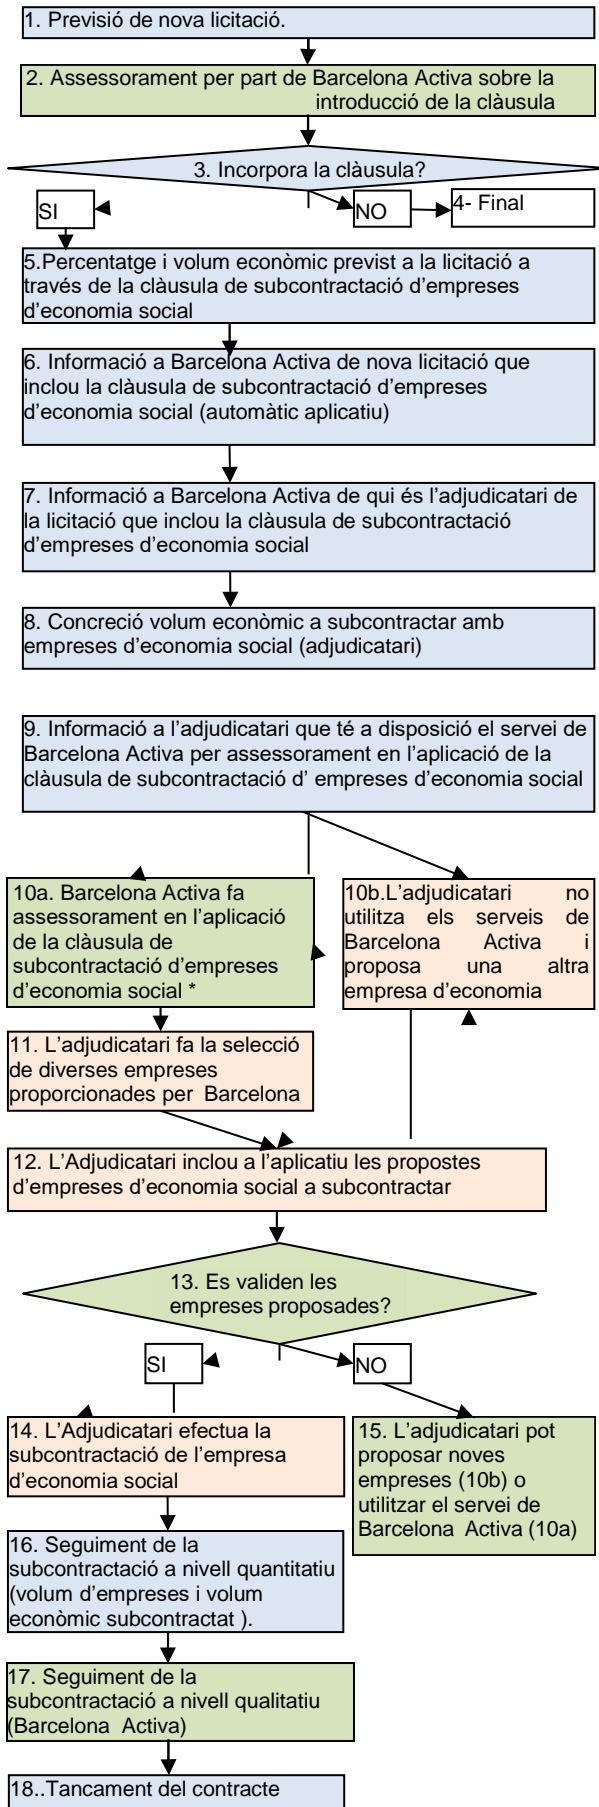 1. Previsió de nova licitació.
2. Assessorament per part de Barcelona Activa sobre la
introducció de la clàusula
3. Incorpora la clàusula?
SI
NO
4- Final
5.Percentatge i volum econòmic previst a la licitació a
través de la clàusula de subcontractació d’empreses
d’economia social
6. Informació a Barcelona Activa de nova licitació que
inclou la clàusula de subcontractació d’empreses
d’economia social (automàtic aplicatiu)
7. Informació a Barcelona Activa de qui és l’adjudicatari de
la licitació que inclou la clàusula de subcontractació
d’empreses d’economia social
8. Concreció volum econòmic a subcontractar amb
empreses d’economia social (adjudicatari)
9. Informació a l’adjudicatari que té a disposició el servei de
Barcelona Activa per assessorament en l’aplicació de la
clàusula de subcontractació d’ empreses d’economia social
10a. Barcelona Activa fa
assessorament en l’aplicació
de la clàusula de
subcontractació d’empreses
d’economia social *
10b.L’adjudicatari no
utilitza els serveis de
Barcelona Activa i
proposa una altra
empresa d’economia
11. L’adjudicatari fa la selecció
de diverses empreses
proporcionades per Barcelona
12. L’Adjudicatari inclou a l’aplicatiu les propostes
d’empreses d’economia social a subcontractar
13. Es validen les
empreses proposades?
SI
NO
14. L’Adjudicatari efectua la
subcontractació de l’empresa
d’economia social
15. L’adjudicatari pot
proposar noves
empreses (10b) o
utilitzar el servei de
Barcelona Activa (10a)
16. Seguiment de la
subcontractació a nivell quantitatiu
(volum d’empreses i volum
econòmic subcontractat ).
17. Seguiment de la
subcontractació a nivell qualitatiu
(Barcelona Activa)
18..Tancament del contracte